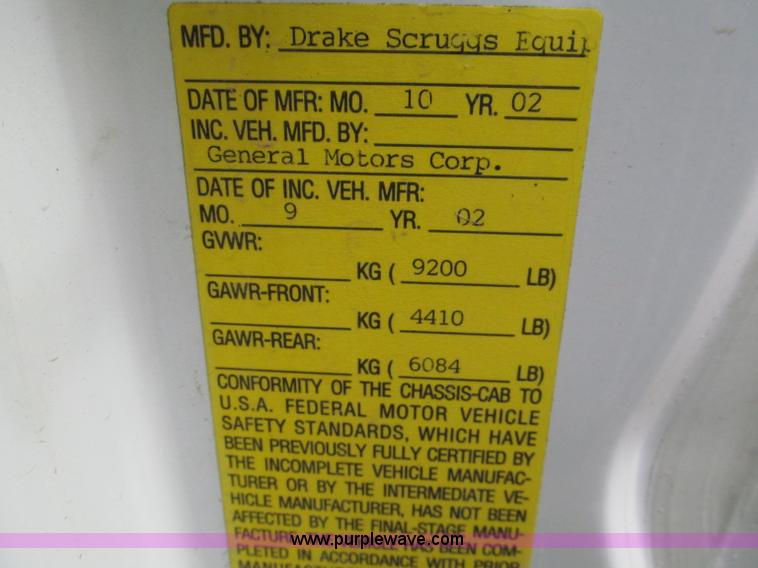 MFD. BY: Drake Scruggs Equip
DATE OF MFR: MO. 10 YR. 02
INC. VEH. MFD. BY:
General Motors Corp.
DATE OF INC. VEH. MFR:
MO. 9 YR. 02
GVWR:
KG ( 9200 LB)
GAWR-FRONT:
KG ( 4410 LB)
GAWR-REAR:
KG ( 6084 LB)
CONFORMITY OF THE CHASSIS-CAB TO
U.S.A. FEDERAL MOTOR VEHICLE
SAFETY STANDARDS, WHICH HAVE
BEEN PREVIOUSLY FULLY CERTIFIED BY
THE INCOMPLETE VEHICLE MANUFAC-
TURER OR BY THE INTERMEDIATE VE-
HICLE MANUFACTURER, HAS NOT BEEN
AFFECTED BY THE FINAL-STAGE MANU-
HAS BEEN COM-
www.purplewave.com
PLETED IN ACCORDANCE WITH PRIOR